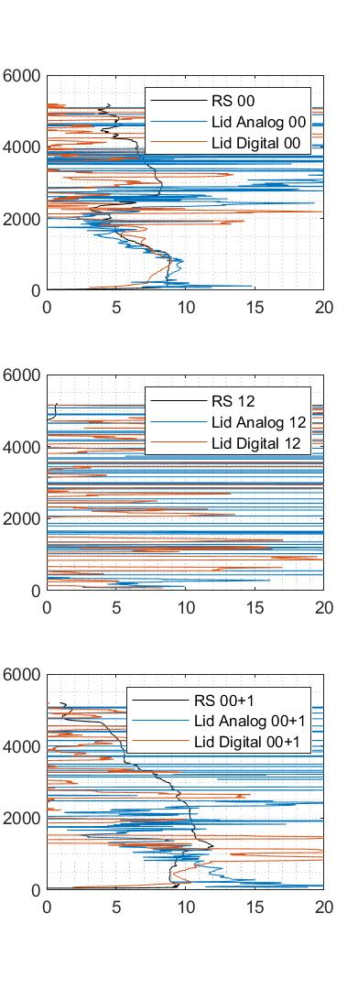 6000
RS 00
Lid Analog 00
Lid Digital 00
4000
2000
0
0 5 10 15 20
6000
RS 12
Lid Analog 12
Lid Digital 12
4000
2000
0
0 5 10 15 20
6000
RS 00+1
Lid Analog 00+1
Lid Digital 00+1
4000
2000
0
0 5 10 15 20